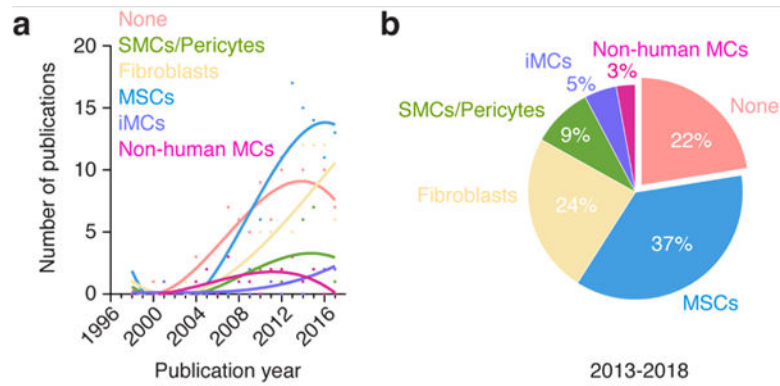 a
None
SMCs/Pericytes
Fibroblasts
MSCs
iMCs
Non-human MCs
Number of publications
20
15
10
5
0
1996
2000
2004
2008
2012
2016
Publication year
b
Non-human MCs
3%
iMCs
5%
None
22%
SMCs/Pericytes
9%
Fibroblasts
24%
37%
MSCs
2013-2018